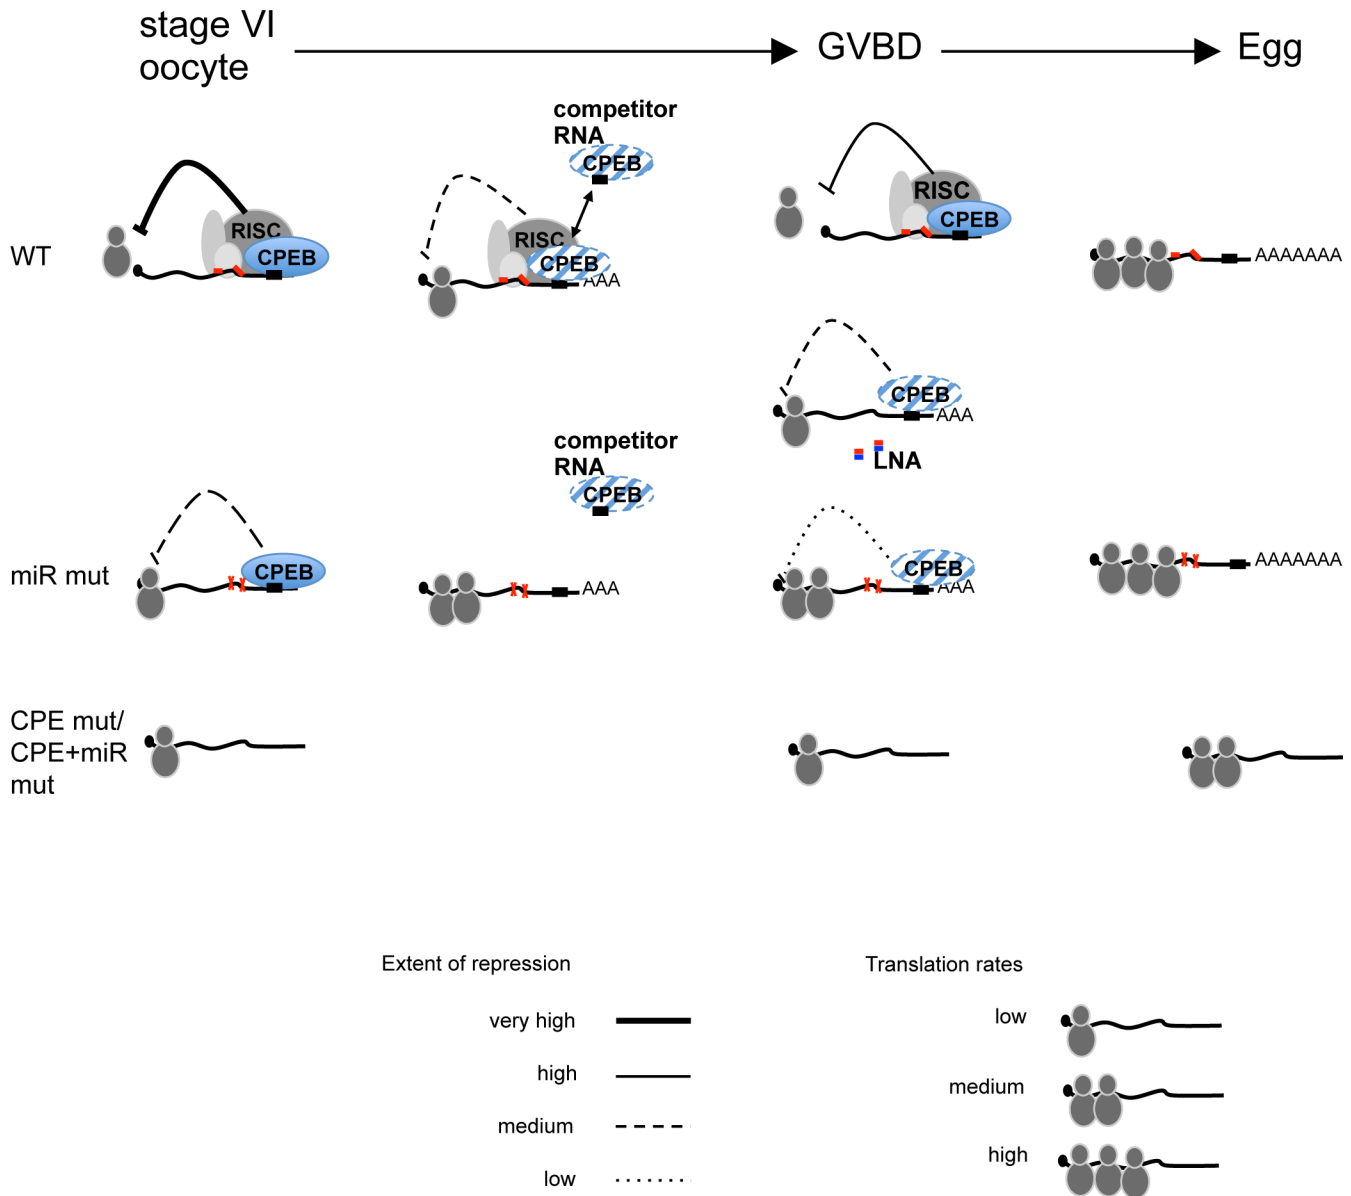 stage VI
oocyte
GVBD
Egg
competitor
RNA
CPEB
WT
RISC
CPEB
RISC
CPEB
AAA
RISC
CPEB
AAAAAAA
CPEB
AAA
LNA
competitor
RNA
CPEB
miR mut
CPEB
AAA
CPEB
AAA
AAAAAAA
CPE mut/
CPE+miR
mut
Extent of repression
very high
high
medium
low
Translation rates
low
medium
high